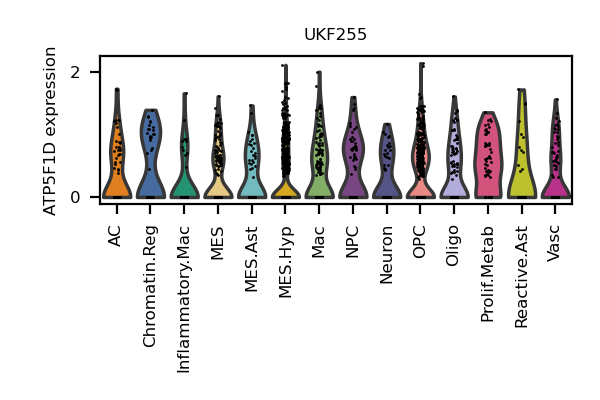 UKF255
ATP5F1D expression
2
0
AC
Chromatin.Reg
Inflammatory.Mac
MES
MES.Ast
MES.Hyp
Mac
NPC
Neuron
OPC
Oligo
Prolif.Metab
Reactive.Ast
Vasc